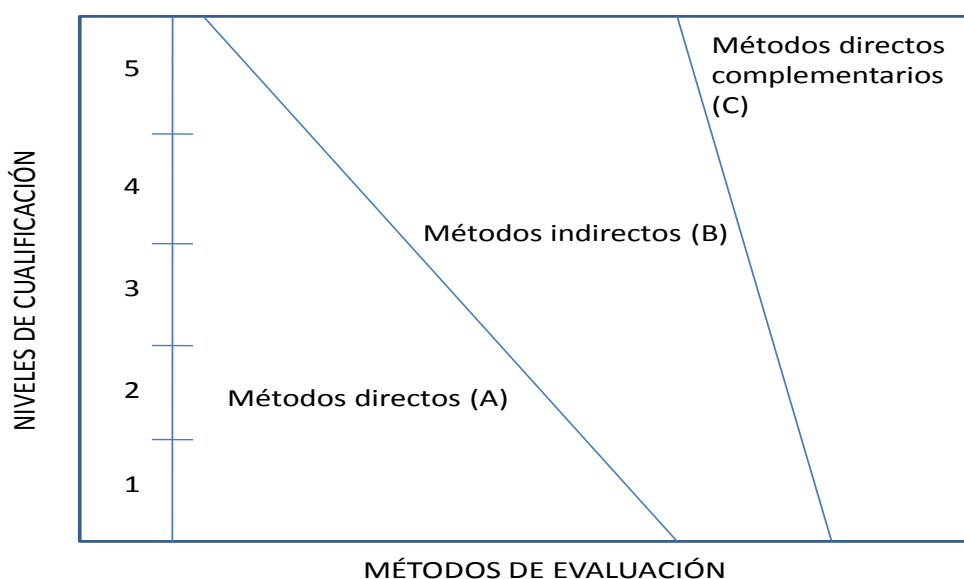 Métodos directos
complementarios
(C)
5
4
Métodos indirectos (B)
3
2
Métodos directos (A)
1
NIVELES DE CUALIFICACIÓN
MÉTODOS DE EVALUACIÓN